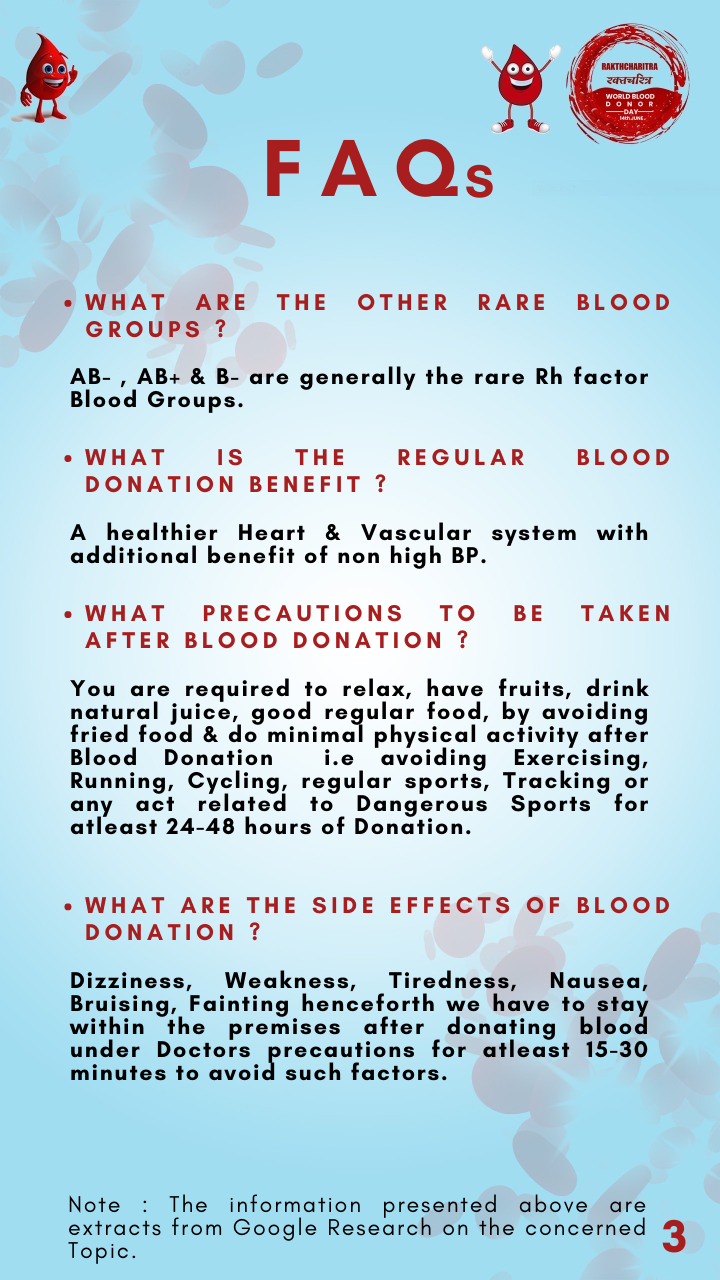 RAKTHCHARITRA
रक्तचरित्र
WORLD BLOOD
DONOR
DAY
14th JUNE
FAQs
• WHAT ARE THE OTHER RARE BLOOD
GROUPS ?
AB- , AB+ & B- are generally the rare Rh factor
Blood Groups.
• WHAT IS THE REGULAR BLOOD
DONATION BENEFIT ?
A healthier Heart & Vascular system with
additional benefit of non high BP.
• WHAT PRECAUTIONS TO BE TAKEN
AFTER BLOOD DONATION ?
You are required to relax, have fruits, drink
natural juice, good regular food, by avoiding
fried food & do minimal physical activity after
Blood Donation i.e avoiding Exercising,
Running, Cycling, regular sports, Tracking or
any act related to Dangerous Sports for
atleast 24-48 hours of Donation.
• WHAT ARE THE SIDE EFFECTS OF BLOOD
DONATION ?
Dizziness, Weakness, Tiredness, Nausea,
Bruising, Fainting henceforth we have to stay
within the premises after donating blood
under Doctors precautions for atleast 15-30
minutes to avoid such factors.
Note : The information presented above are
extracts from Google Research on the concerned
Topic.
3